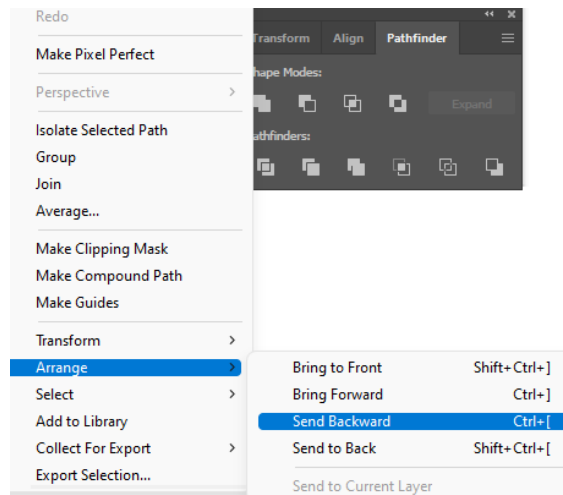 Redo
Make Pixel Perfect
Perspective
Isolate Selected Path
Group
Join
Average...
Make Clipping Mask
Make Compound Path
Make Guides
Transform
Arrange
Select
Add to Library
Collect For Export
Export Selection...
ransform Align Pathfinder
hape Modes:
Expand
athfinders:
Bring to Front Shift+Ctrl+]
Bring Forward Ctrl+]
Send Backward Ctrl+[
Send to Back Shift+Ctrl+[
Send to Current Layer